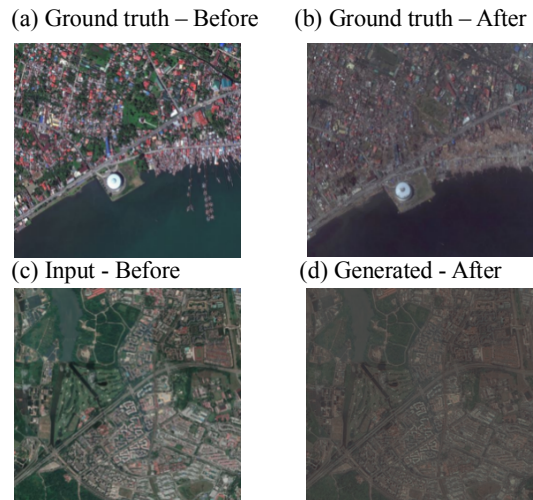 (a) Ground truth – Before
(b) Ground truth – After
(c) Input - Before
(d) Generated - After